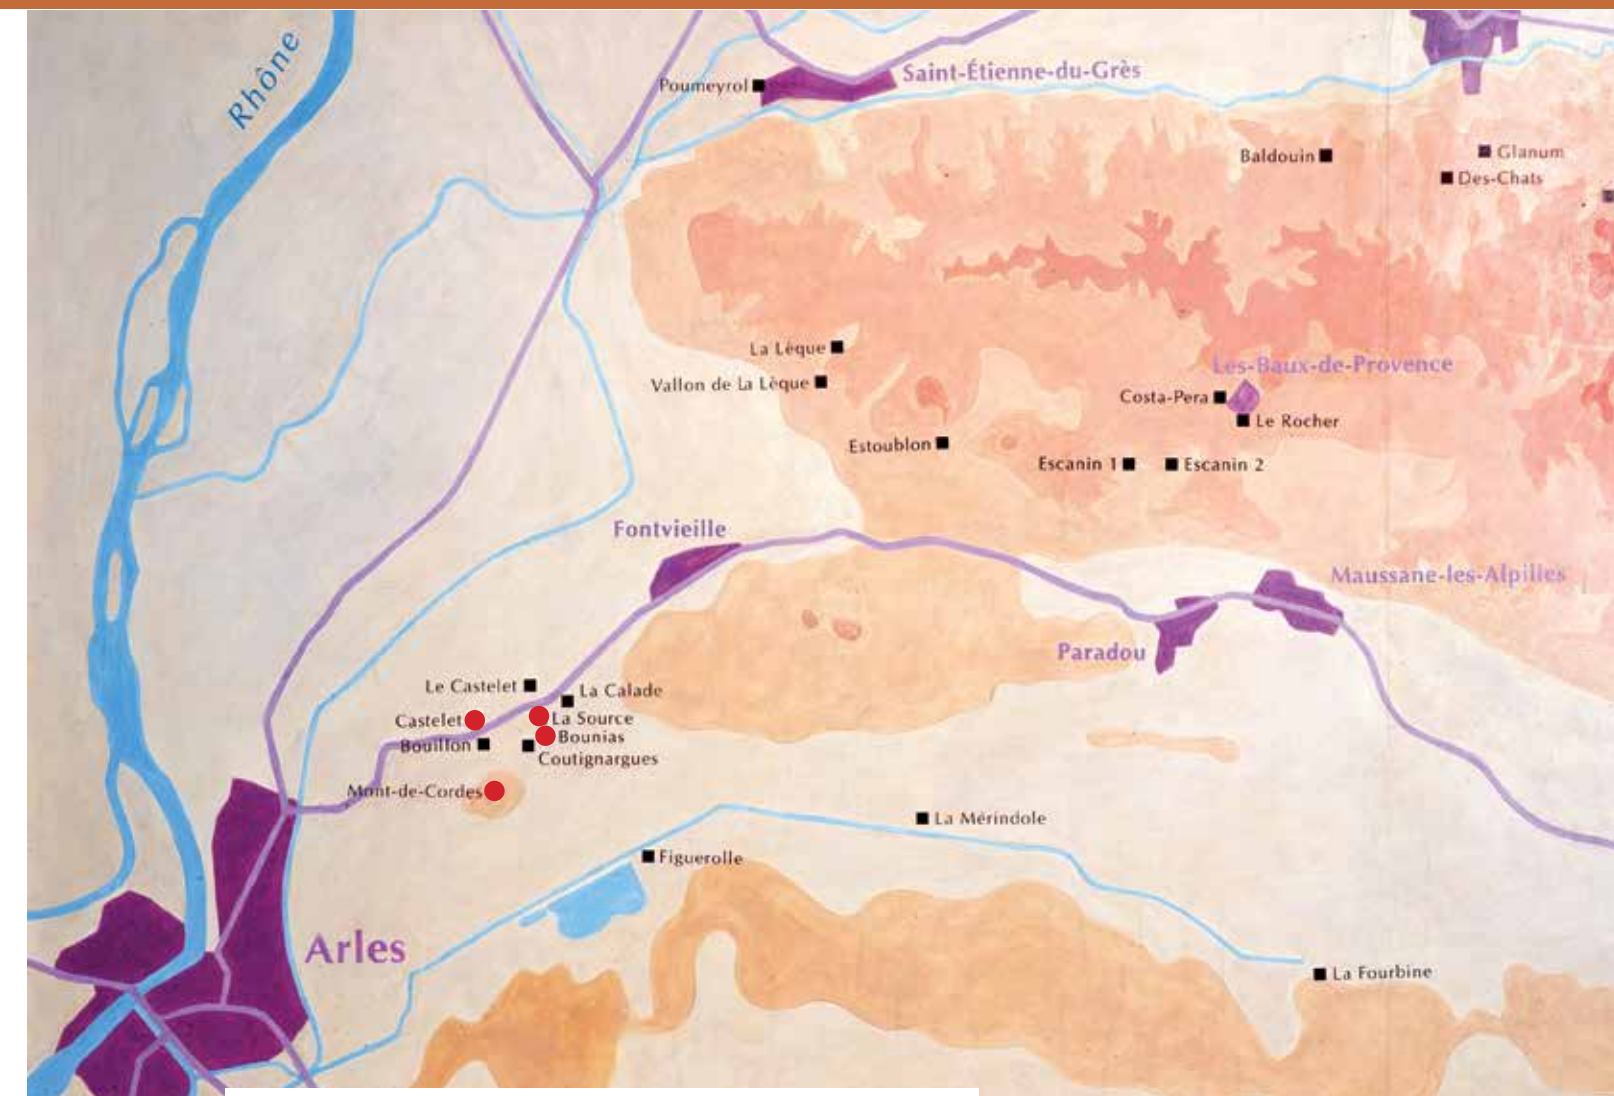 Rhône
Saint-Étienne-du-Grès
Poumeyrol
Baldouin
Glanum
Des-Chats
La Lèque
Vallon de la Lèque
Les-Baux-de-Provence
Costa-Pera
Le Rocher
Estoublon
Escanin 1
Escanin 2
Fontvieille
Maussane-les-Alpilles
Paradou
Le Castelet
La Calade
Castelet
La Source
Bounias
Bouillon
Coutignargues
Mont-de-Cordes
La Mérindole
Figuerolle
Arles
La Fourbine